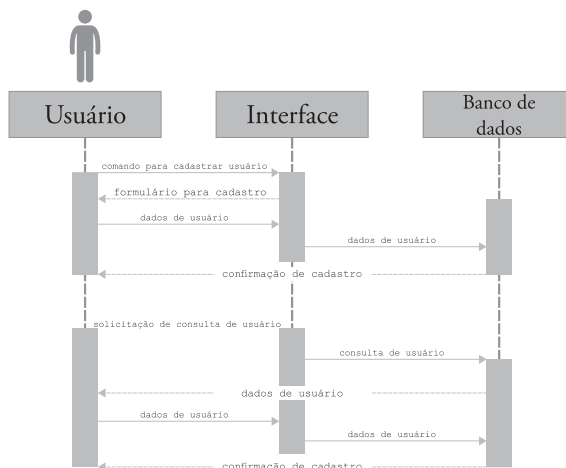 Usuário
Interface
Banco de
dados
comando para cadastrar usuário
formulário para cadastro
dados de usuário
dados de usuário
confirmação de cadastro
solicitação de consulta de usuário
consulta de usuário
dados de usuário
dados de usuário
dados de usuário
confirmação de cadastro